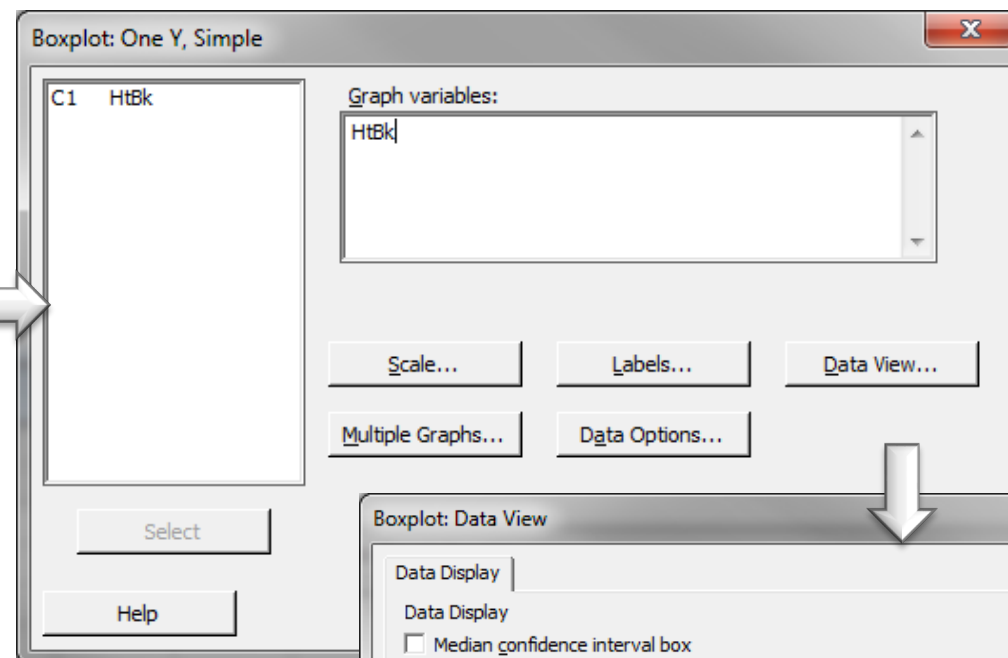 Boxplot: One Y, Simple
C1 HtBk
Graph variables:
HtBk
Scale...
Labels...
Data View...
Multiple Graphs...
Data Options...
Select
Help
Boxplot: Data View
Data Display
Data Display
Median confidence interval box